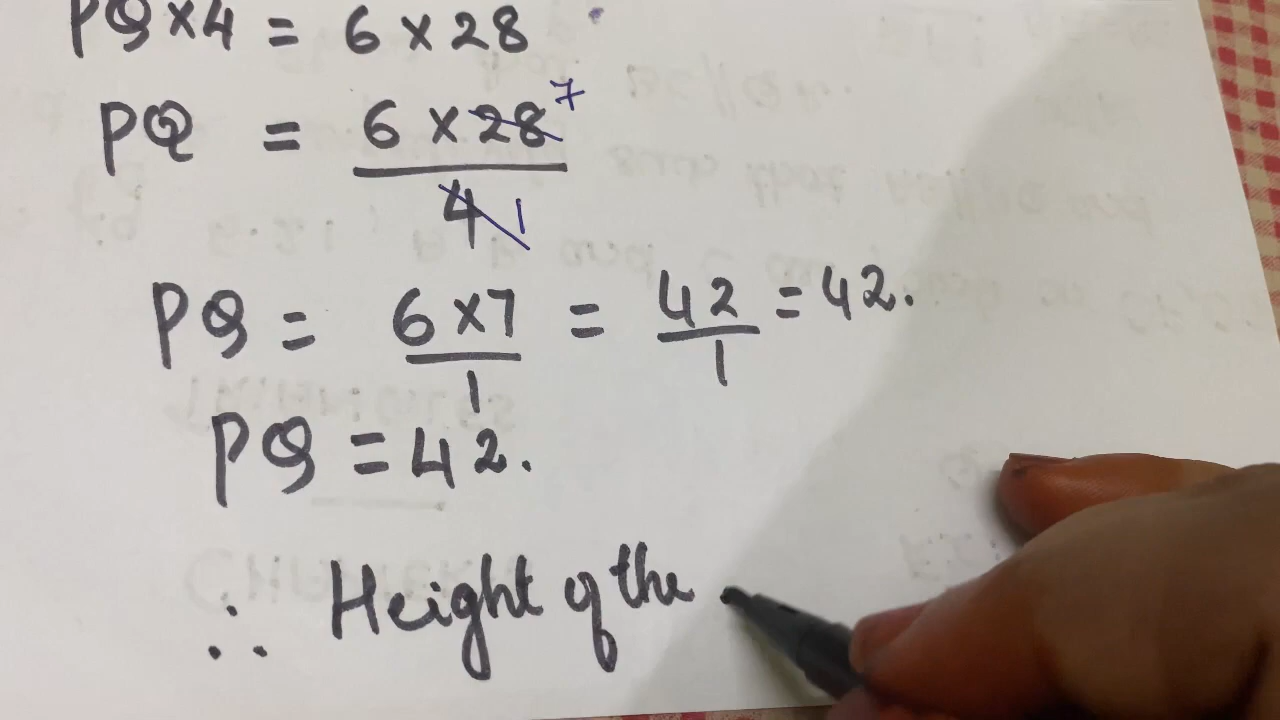 PQ×4 = 6×28
PQ = 6×28 7
4 1
PQ = 6×7 = 42 = 42.
1 1
PQ = 42.
∴ Height of the